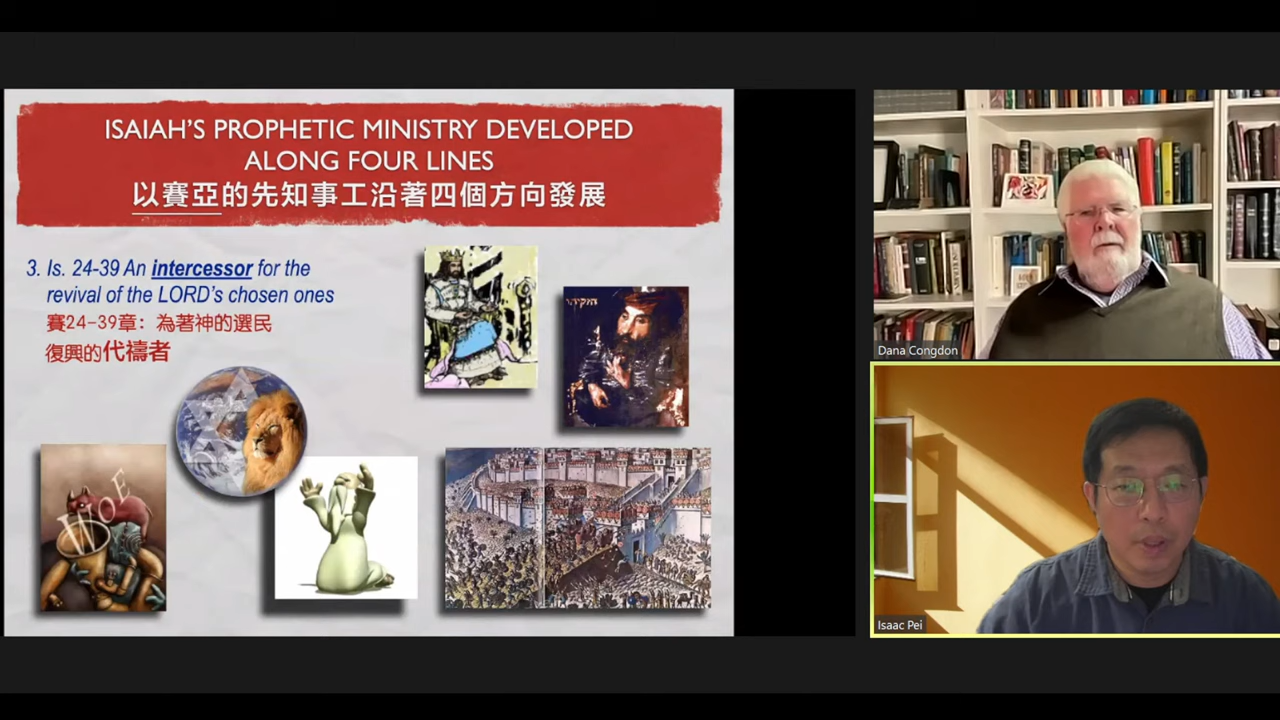 ISAIAH'S PROPHETIC MINISTRY DEVELOPED
ALONG FOUR LINES
以賽亞的先知事工沿著四個方向發展
3. Is. 24-39 An intercessor for the
revival of the LORD's chosen ones
賽24-39章：為著神的選民
復興的代禱者
WOE
Dana Congdon
Isaac Pei